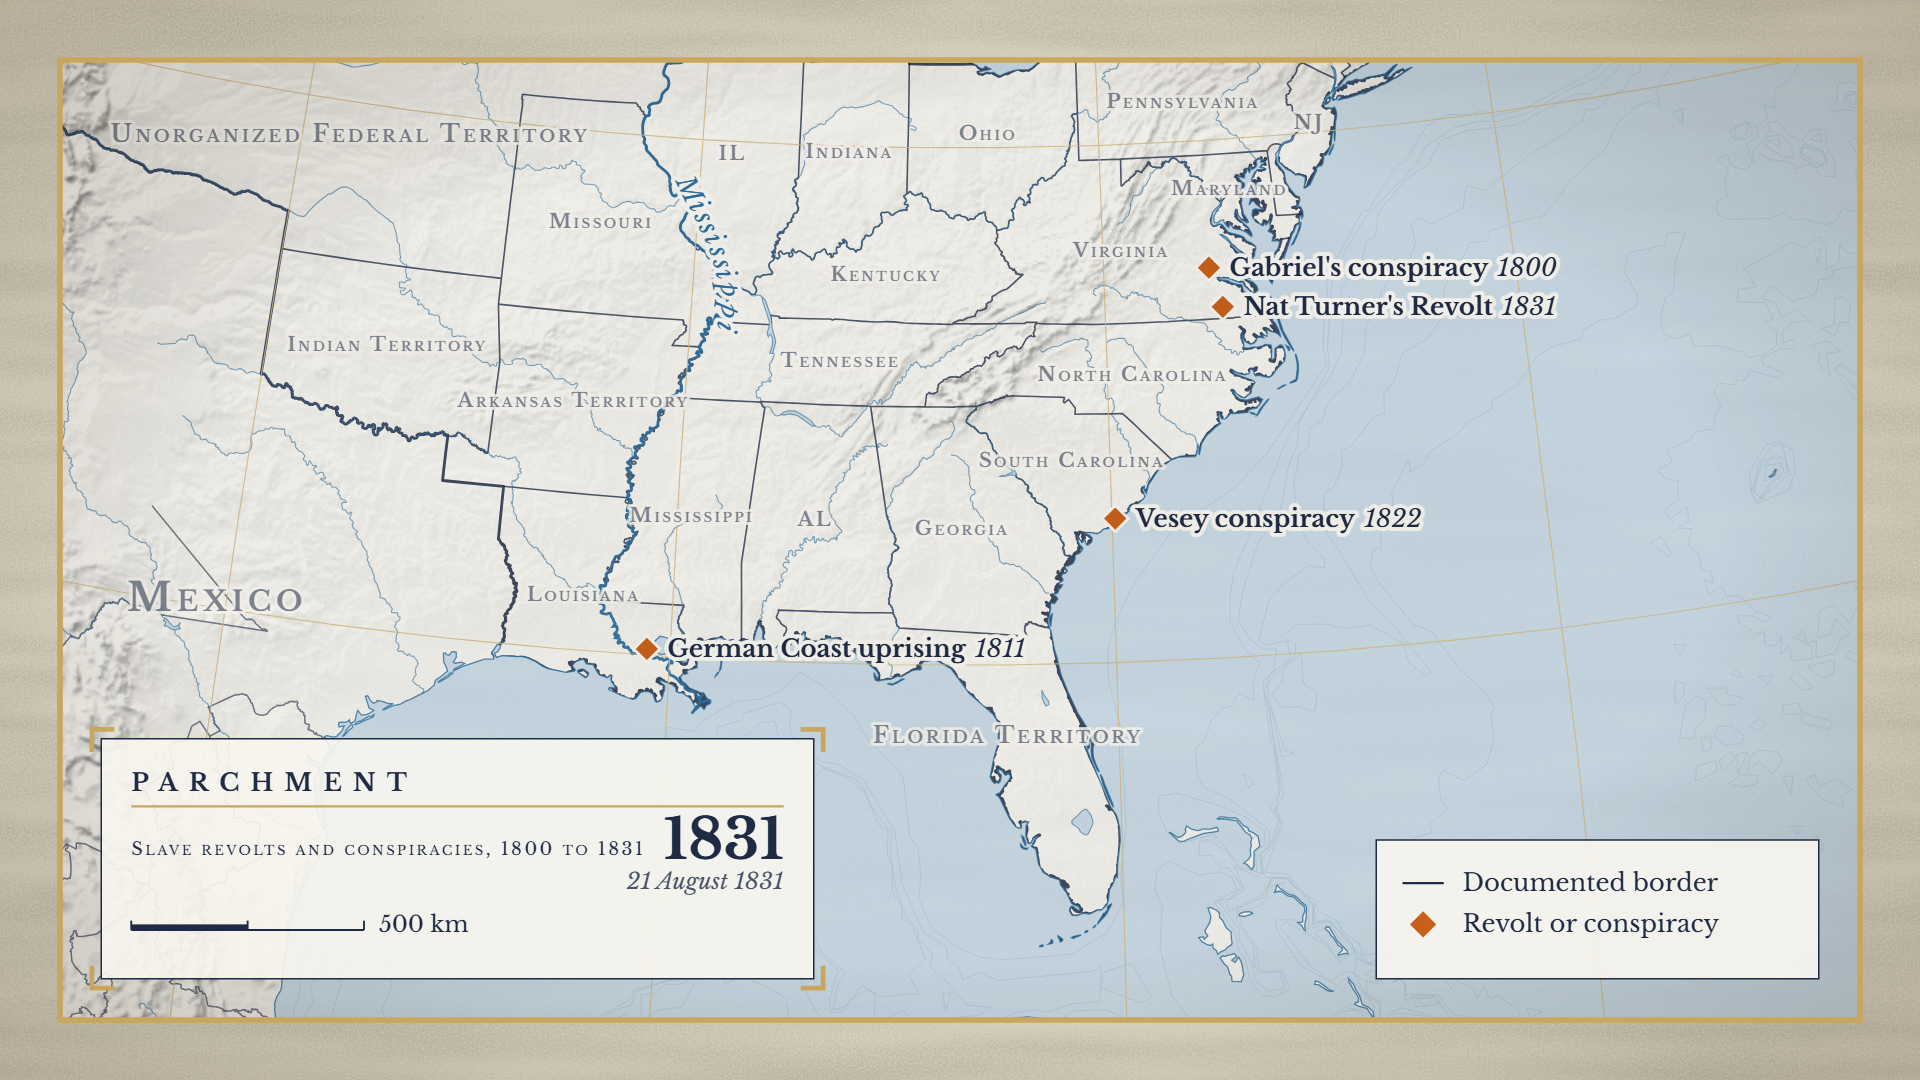 Pennsylvania
Unorganized Federal Territory
NJ
Ohio
IL
Indiana
Maryland
Mississippi
Missouri
Virginia
Kentucky
Gabriel's conspiracy 1800
Nat Turner's Revolt 1831
Indian Territory
Tennessee
North Carolina
Arkansas Territory
South Carolina
Mississippi
AL
Georgia
Vesey conspiracy 1822
Mexico
Louisiana
German Coast uprising 1811
Florida Territory
PARCHMENT
Slave revolts and conspiracies, 1800 to 1831
1831
21 August 1831
500 km
Documented border
Revolt or conspiracy